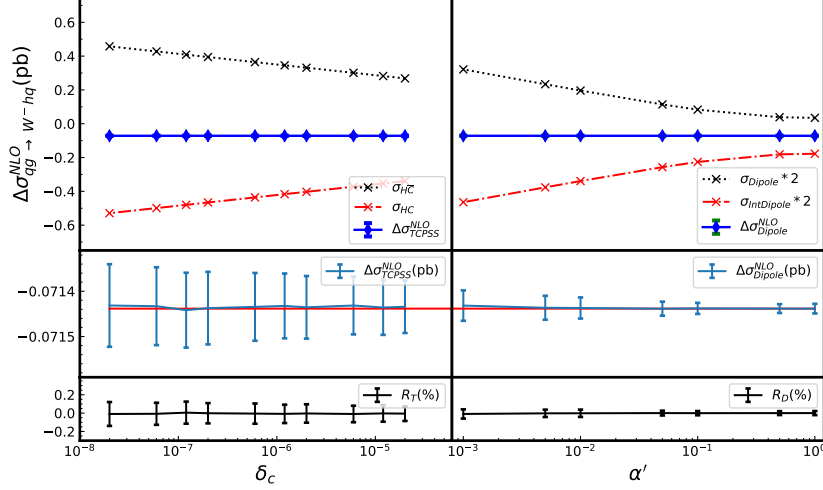 Δσ^{NLO}_{qg → W⁻hq}(pb)
0.6
0.4
0.2
0.0
−0.2
−0.4
−0.6
σ_{HC̅}
σ_{HC}
Δσ^{NLO}_{TCPSS}
σ_{Dipole} * 2
σ_{IntDipole} * 2
Δσ^{NLO}_{Dipole}
−0.0714
−0.0715
Δσ^{NLO}_{TCPSS}(pb)
Δσ^{NLO}_{Dipole}(pb)
0.2
0.0
−0.2
R_T(%)
R_D(%)
10⁻⁸
10⁻⁷
10⁻⁶
10⁻⁵
10⁻³
10⁻²
10⁻¹
10⁰
δ_c
α′